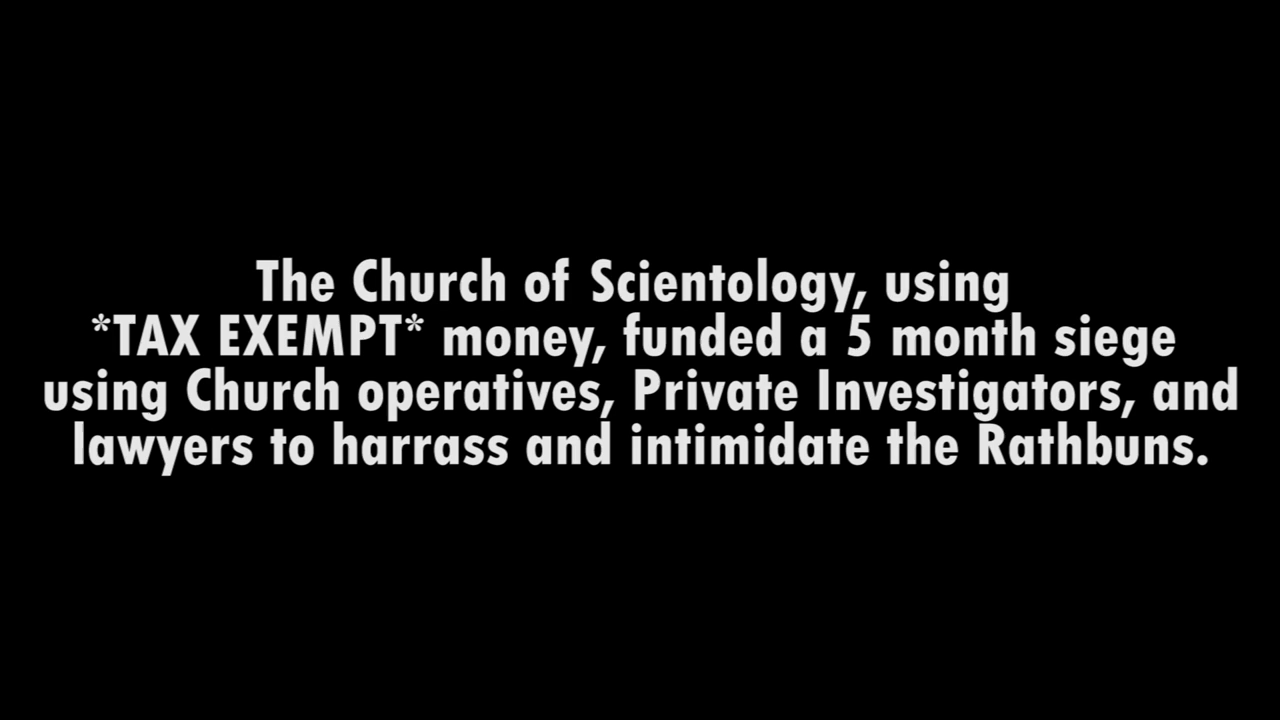 The Church of Scientology, using
*TAX EXEMPT* money, funded a 5 month siege
using Church operatives, Private Investigators, and
lawyers to harrass and intimidate the Rathbuns.